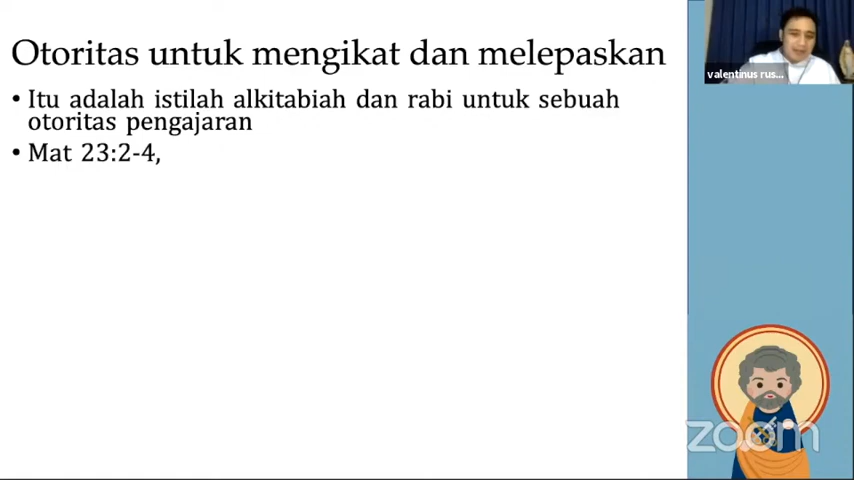 Otoritas untuk mengikat dan melepaskan
• Itu adalah istilah alkitabiah dan rabi untuk sebuah
otoritas pengajaran
• Mat 23:2-4,
valentinus rus...
zoom